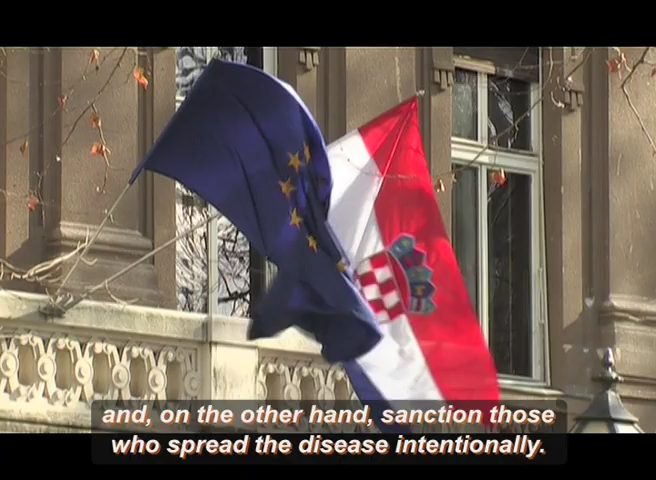 and, on the other hand, sanction those
who spread the disease intentionally.